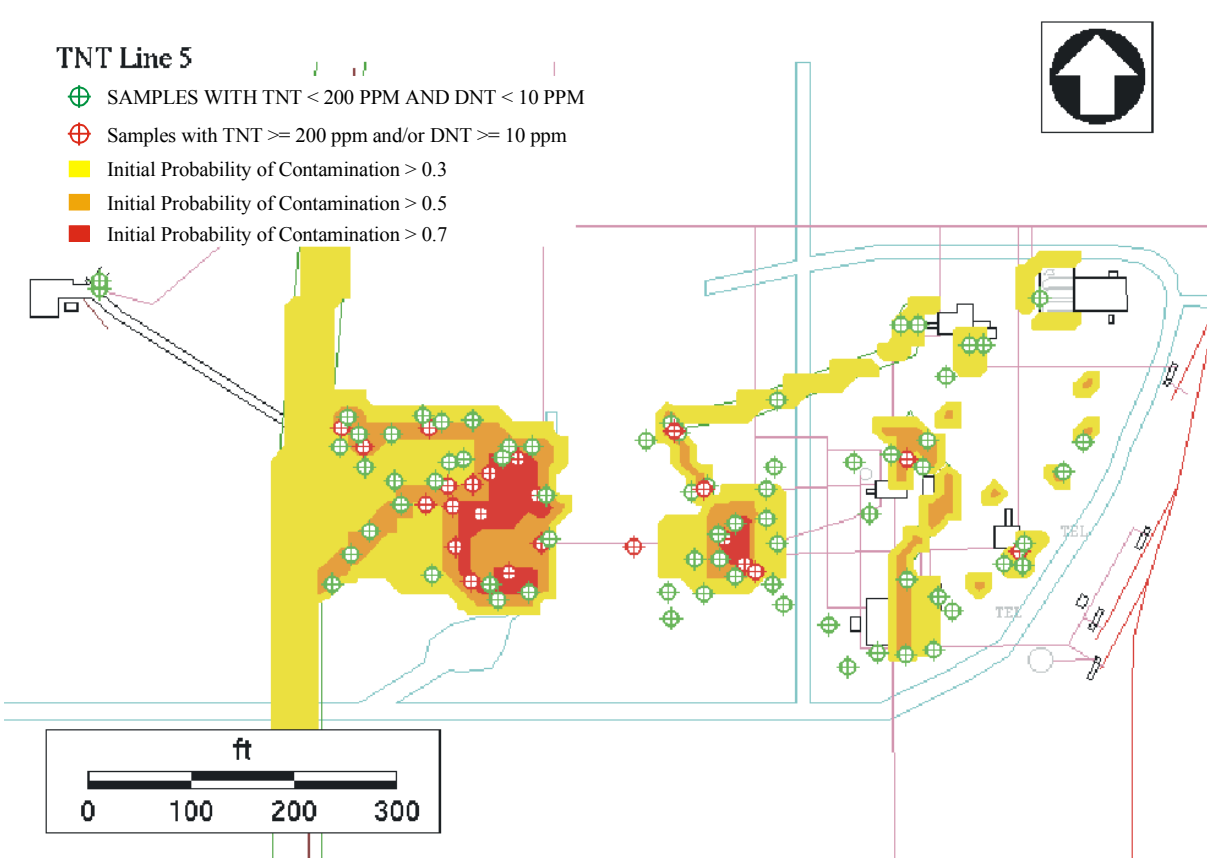 TNT Line 5
SAMPLES WITH TNT < 200 PPM AND DNT < 10 PPM
Samples with TNT >= 200 ppm and/or DNT >= 10 ppm
Initial Probability of Contamination > 0.3
Initial Probability of Contamination > 0.5
Initial Probability of Contamination > 0.7
TEL
TEL
ft
0 100 200 300